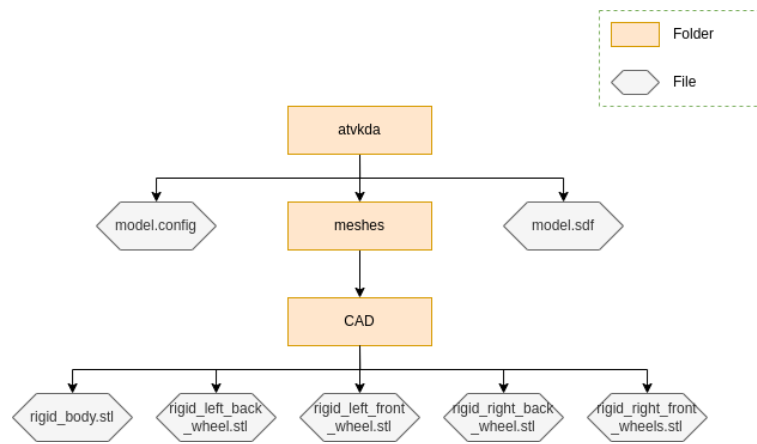 Folder
File
atvkda
model.config
meshes
model.sdf
CAD
rigid_body.stl
rigid_left_back
_wheel.stl
rigid_left_front
_wheel.stl
rigid_right_back
_wheel.stl
rigid_right_front
_wheels.stl